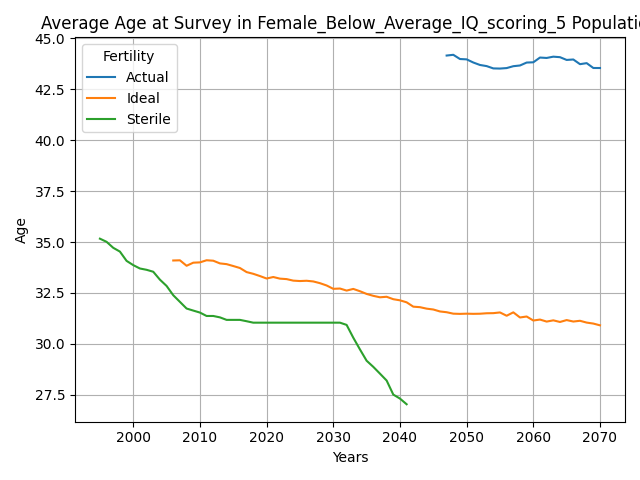 Average Age at Survey in Female_Below_Average_IQ_scoring_5 Populati
45.0
42.5
40.0
37.5
35.0
32.5
30.0
27.5
Age
Fertility
Actual
Ideal
Sterile
2000 2010 2020 2030 2040 2050 2060 2070
Years